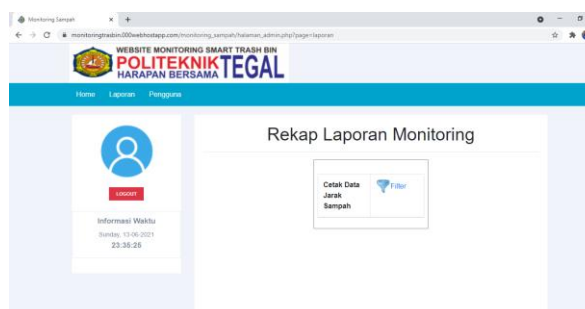 Monitoring Sampah
monitoringtrasbin.000webhostapp.com/monitoring_sampah/halaman_admin.php?page=laporan
WEBSITE MONITORING SMART TRASH BIN
POLITEKNIK TEGAL
HARAPAN BERSAMA
Home Laporan Pengguna
LOGOUT
Informasi Waktu
Sunday, 13-06-2021
23:35:25
Rekap Laporan Monitoring
Cetak Data
Jarak
Sampah
Filter